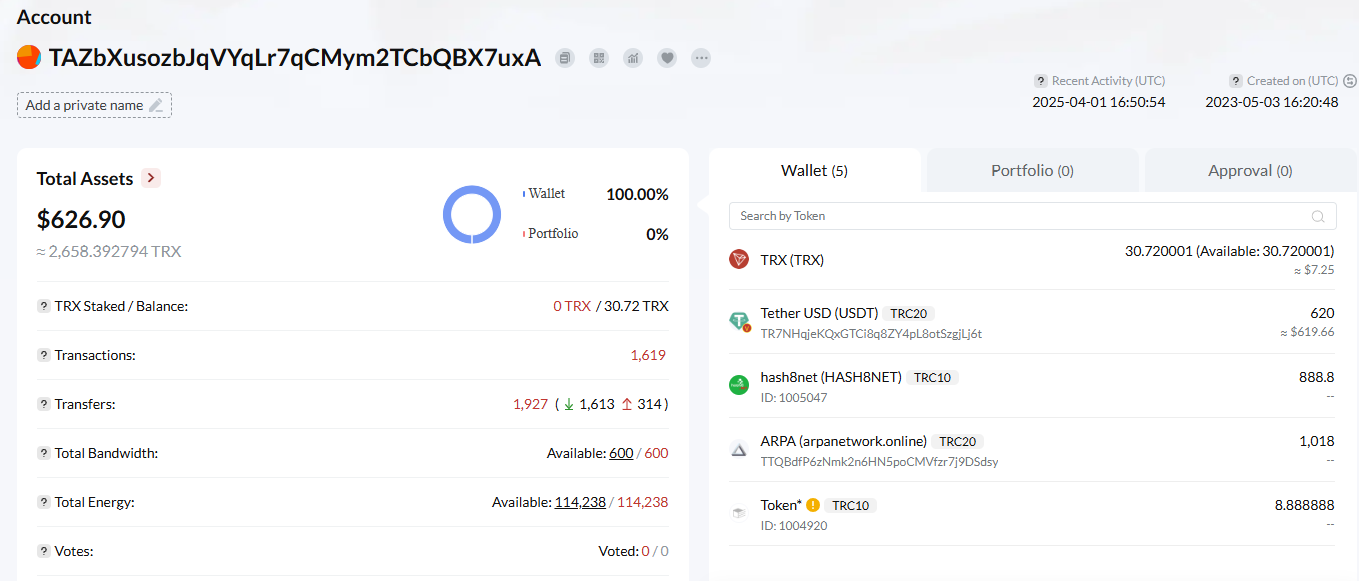 Account
TAZbXusozbJqVYqLr7qCMym2TCbQBX7uxA
Add a private name
? Recent Activity (UTC)
2025-04-01 16:50:54
? Created on (UTC)
2023-05-03 16:20:48
Total Assets >
$626.90
≈ 2,658.392794 TRX
Wallet 100.00%
Portfolio 0%
? TRX Staked / Balance: 0 TRX / 30.72 TRX
? Transactions: 1,619
? Transfers: 1,927 ( ↓ 1,613 ↑ 314 )
? Total Bandwidth: Available: 600 / 600
? Total Energy: Available: 114,238 / 114,238
? Votes: Voted: 0 / 0
Wallet (5) Portfolio (0) Approval (0)
Search by Token
TRX (TRX) 30.720001 (Available: 30.720001)
≈ $7.25
Tether USD (USDT) TRC20 620
TR7NHqjeKQxGTCi8q8ZY4pL8otSzgjLj6t ≈ $619.66
hash8net (HASH8NET) TRC10 888.8
ID: 1005047 --
ARPA (arpanetwork.online) TRC20 1,018
TTQBdfP6zNmk2n6HN5poCMVfzr7j9DSdsy --
Token* ! TRC10 8.888888
ID: 1004920 --